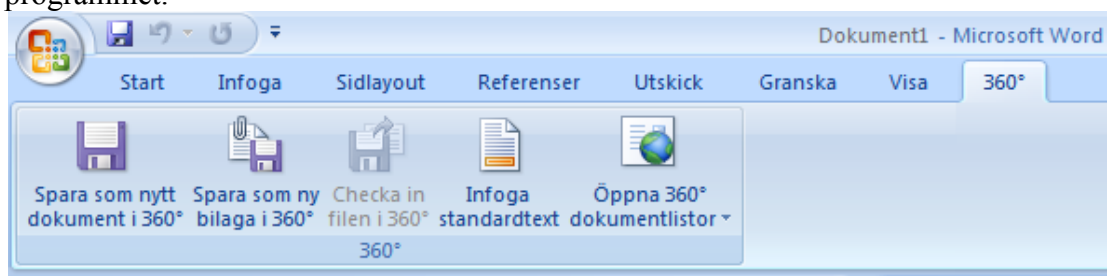 programmet.
Dokument1 - Microsoft Word
Start Infoga Sidlayout Referenser Utskick Granska Visa 360°
Spara som nytt Spara som ny Checka in Infoga Öppna 360°
dokument i 360° bilaga i 360° filen i 360° standardtext dokumentlistor
360°